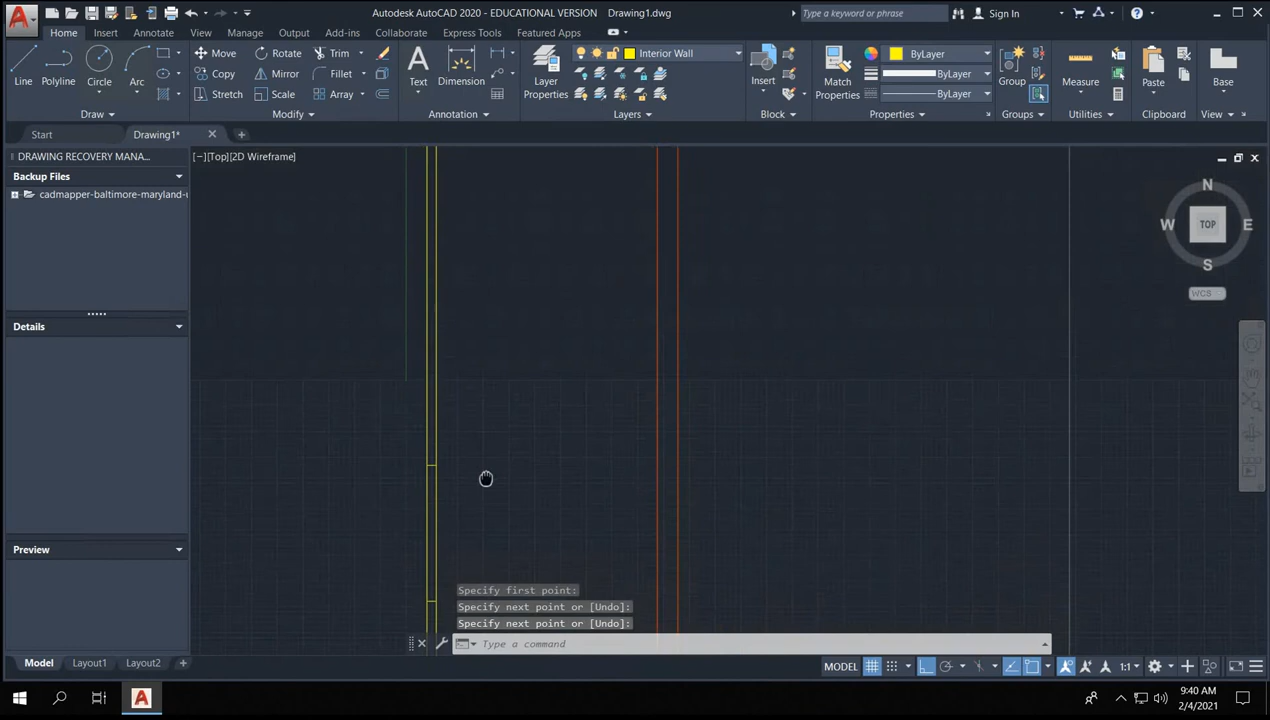 Autodesk AutoCAD 2020 - EDUCATIONAL VERSION Drawing1.dwg
Type a keyword or phrase
Sign In
Home Insert Annotate View Manage Output Add-ins Collaborate Express Tools Featured Apps
Line Polyline Circle Arc
Move Rotate Trim
Copy Mirror Fillet
Stretch Scale Array
Text Dimension
Layer Properties
Interior Wall
Insert
Match Properties
ByLayer
ByLayer
ByLayer
Group
Measure
Paste
Base
Draw Modify Annotation Layers Block Properties Groups Utilities Clipboard View
Start Drawing1*
DRAWING RECOVERY MANA...
Backup Files
cadmapper-baltimore-maryland-u
Details
Preview
[−][Top][2D Wireframe]
N
W TOP E
S
WCS
Specify first point:
Specify next point or [Undo]:
Specify next point or [Undo]:
Type a command
Model Layout1 Layout2
MODEL 1:1
9:40 AM
2/4/2021